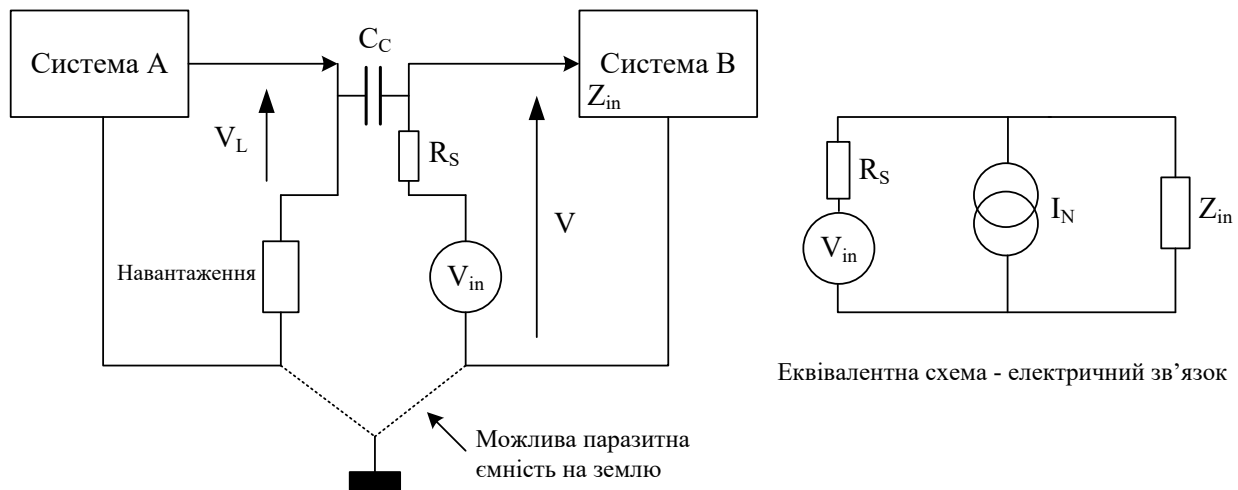 Система А
C_C
Система В
Z_in
V_L
R_S
V
Навантаження
V_in
Можлива паразитна
ємність на землю
R_S
I_N
Z_in
V_in
Еквівалентна схема - електричний зв’язок